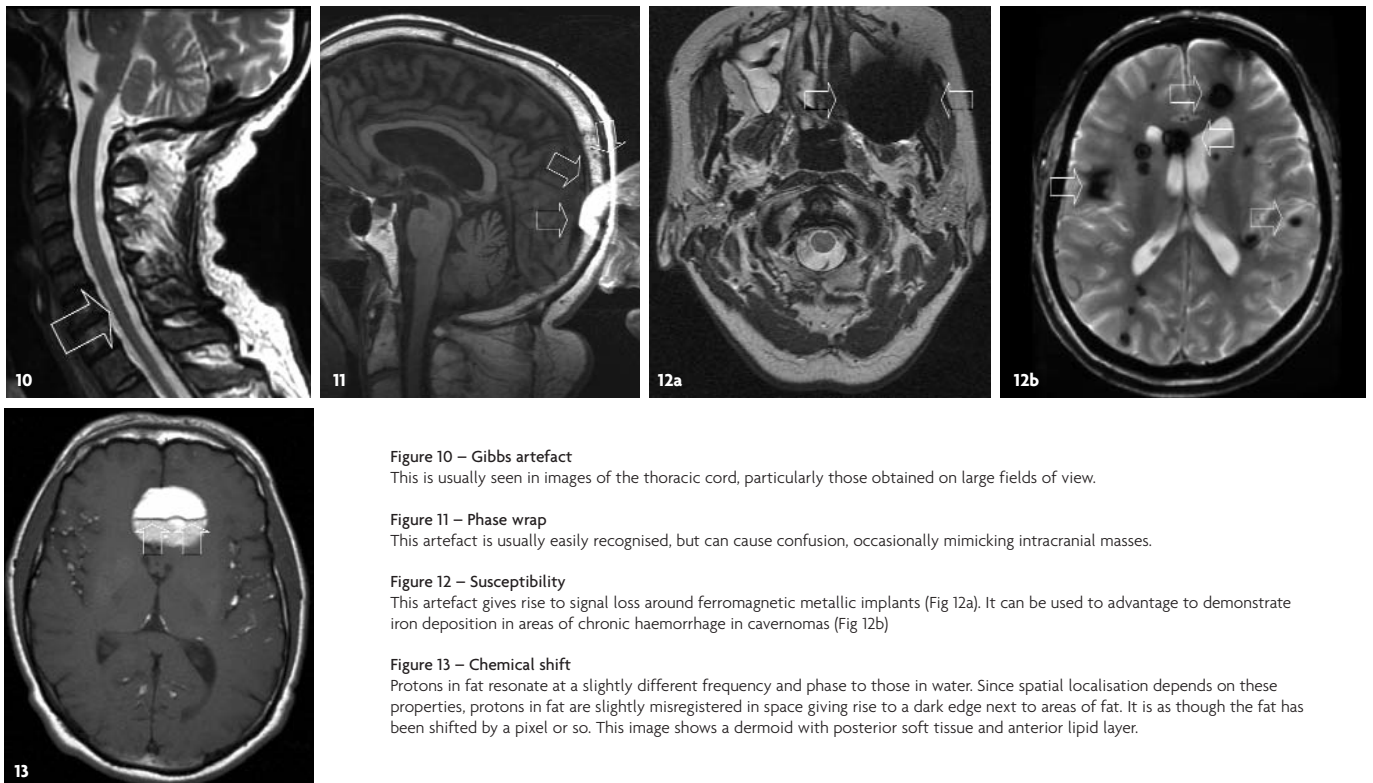 10
11
12a
12b
13
Figure 10 – Gibbs artefact
This is usually seen in images of the thoracic cord, particularly those obtained on large fields of view.
Figure 11 – Phase wrap
This artefact is usually easily recognised, but can cause confusion, occasionally mimicking intracranial masses.
Figure 12 – Susceptibility
This artefact gives rise to signal loss around ferromagnetic metallic implants (Fig 12a). It can be used to advantage to demonstrate
iron deposition in areas of chronic haemorrhage in cavernomas (Fig 12b)
Figure 13 – Chemical shift
Protons in fat resonate at a slightly different frequency and phase to those in water. Since spatial localisation depends on these
properties, protons in fat are slightly misregistered in space giving rise to a dark edge next to areas of fat. It is as though the fat has
been shifted by a pixel or so. This image shows a dermoid with posterior soft tissue and anterior lipid layer.